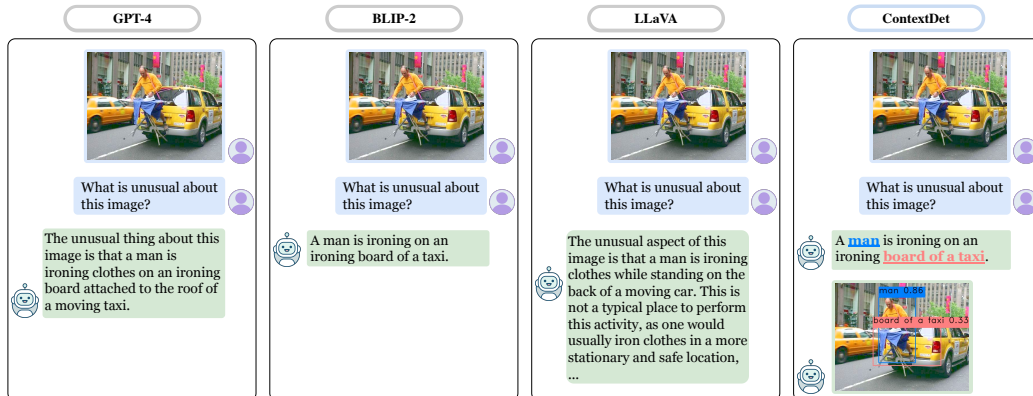 GPT-4
What is unusual about
this image?
The unusual thing about this
image is that a man is
ironing clothes on an ironing
board attached to the roof of
a moving taxi.
BLIP-2
What is unusual about
this image?
A man is ironing on an
ironing board of a taxi.
LLaVA
What is unusual about
this image?
The unusual aspect of this
image is that a man is ironing
clothes while standing on the
back of a moving car. This is
not a typical place to perform
this activity, as one would
usually iron clothes in a more
stationary and safe location,
...
ContextDet
What is unusual about
this image?
A man is ironing on an
ironing board of a taxi.
man 0.86
board of a taxi 0.33